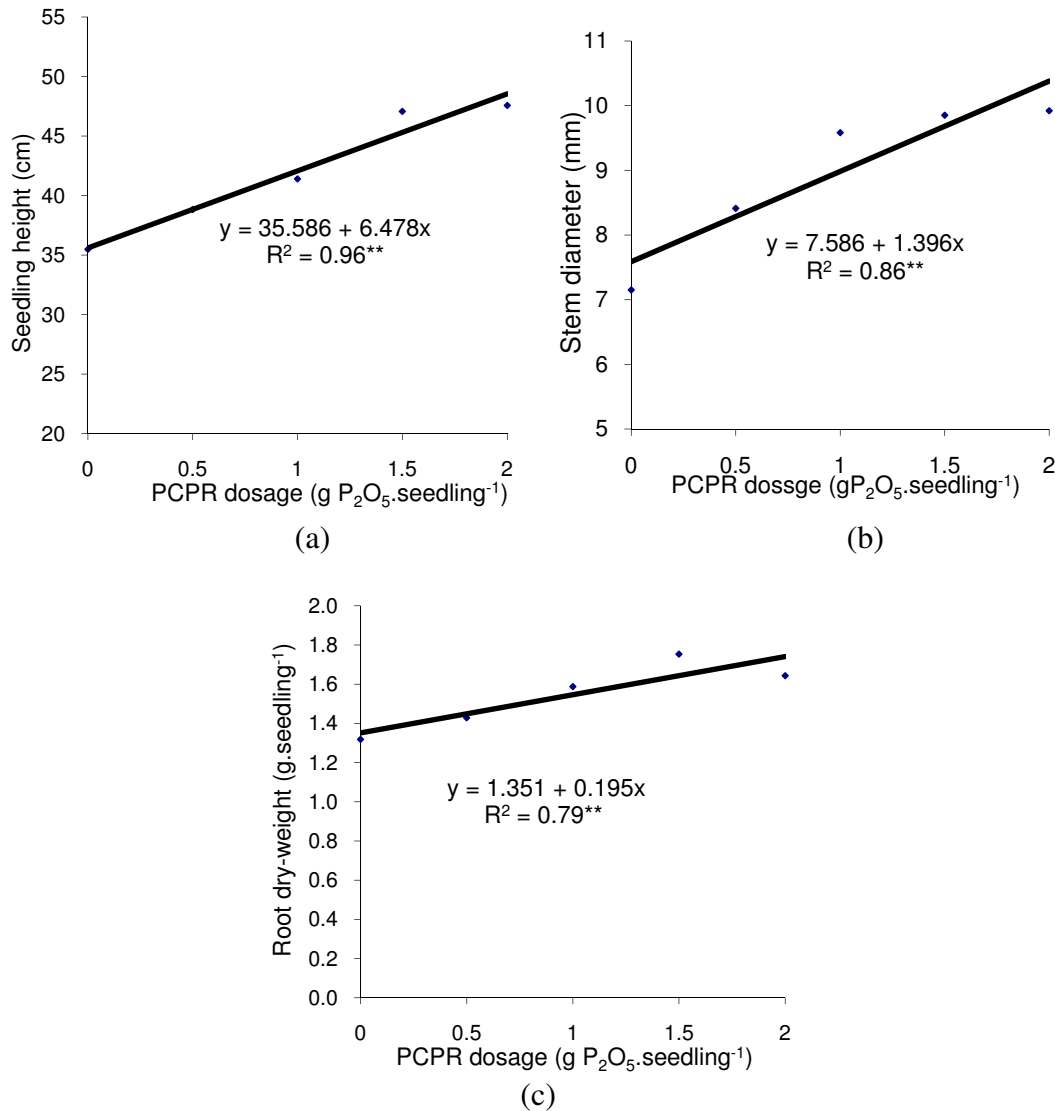 55
50
45
40
35
30
25
20
Seedling height (cm)
y = 35.586 + 6.478x
R² = 0.96**
0 0.5 1 1.5 2
PCPR dosage (g P₂O₅.seedling⁻¹)
(a)
11
10
9
8
7
6
5
Stem diameter (mm)
y = 7.586 + 1.396x
R² = 0.86**
0 0.5 1 1.5 2
PCPR dossge (gP₂O₅.seedling⁻¹)
(b)
2.0
1.8
1.6
1.4
1.2
1.0
0.8
0.6
0.4
0.2
0.0
Root dry-weight (g.seedling⁻¹)
y = 1.351 + 0.195x
R² = 0.79**
0 0.5 1 1.5 2
PCPR dosage (g P₂O₅.seedling⁻¹)
(c)